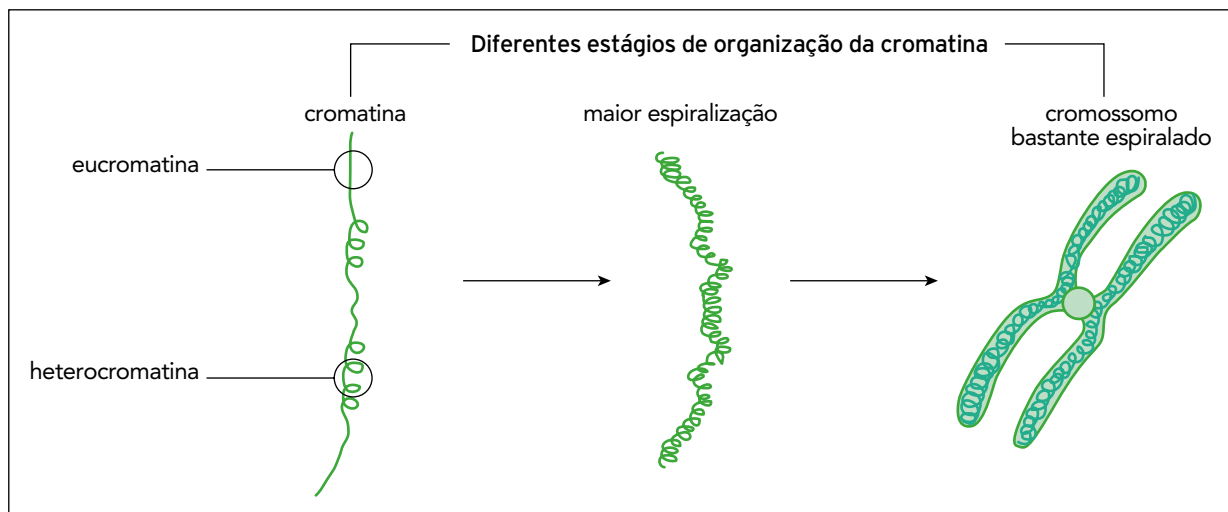 Diferentes estágios de organização da cromatina
cromatina
maior espiralização
cromossomo
bastante espiralado
eucromatina
heterocromatina